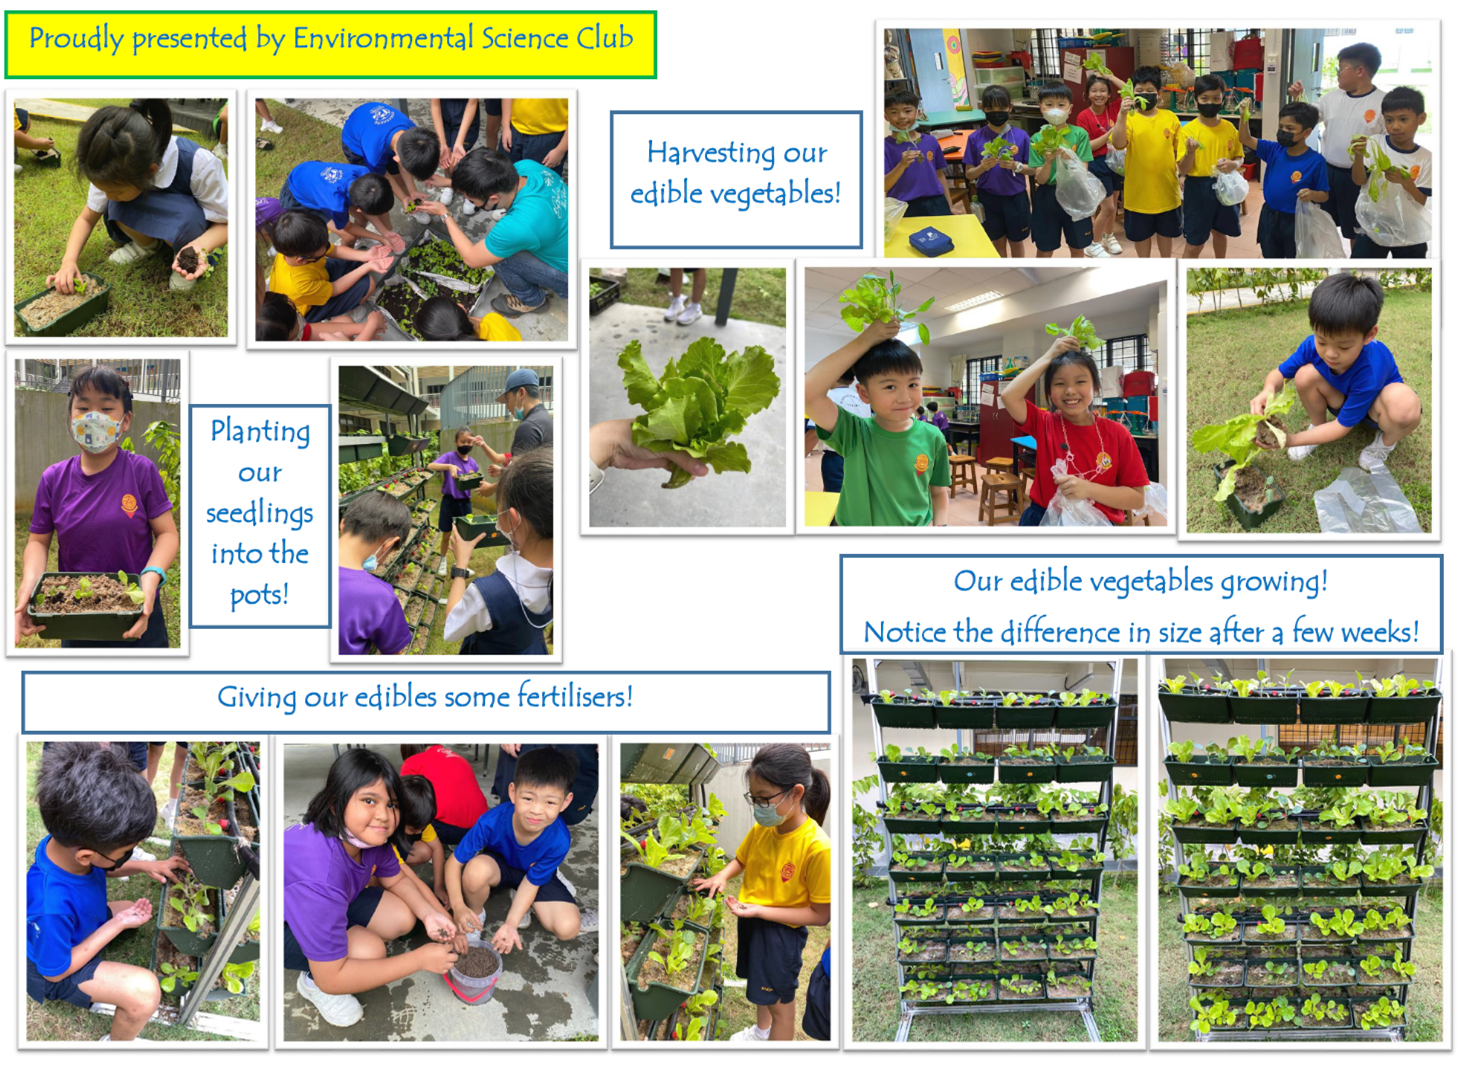 Proudly presented by Environmental Science Club
Harvesting our
edible vegetables!
Planting
our
seedlings
into the
pots!
Our edible vegetables growing!
Notice the difference in size after a few weeks!
Giving our edibles some fertilisers!